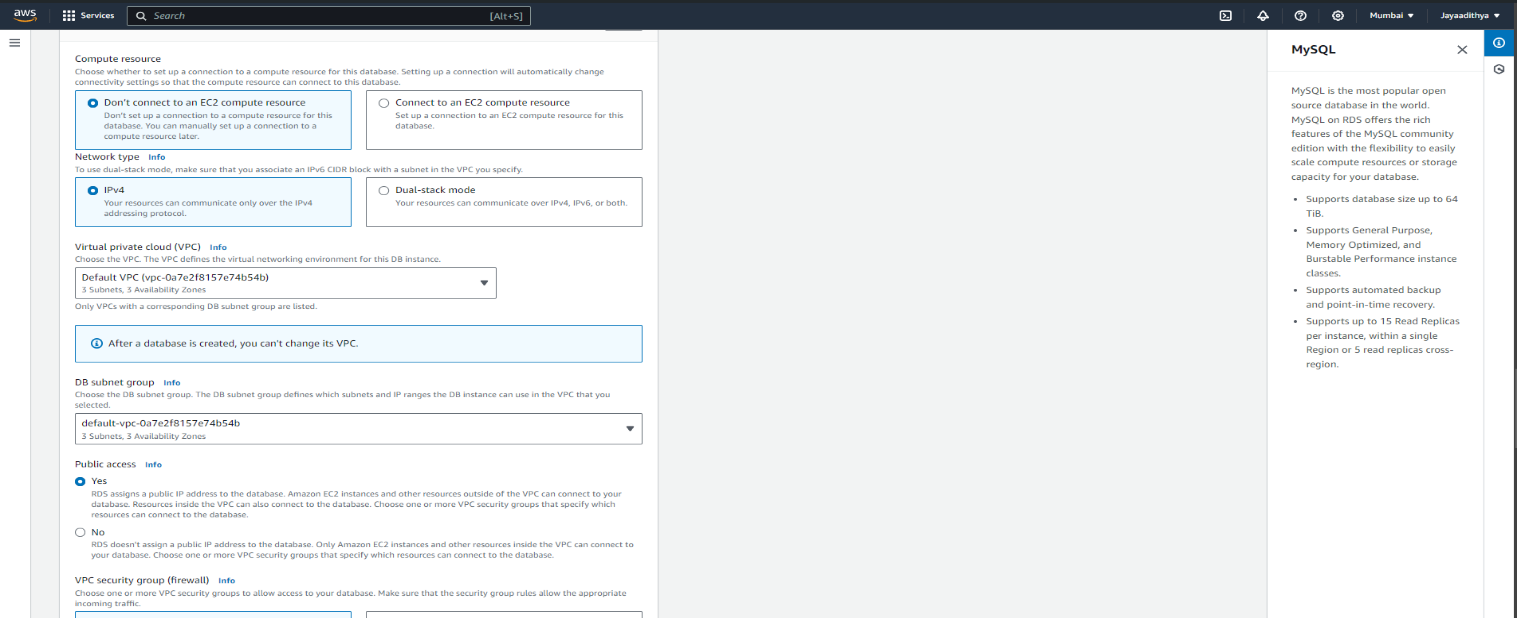 aws
Services
Search
[Alt+S]
Mumbai
Jayaadithya
Compute resource
Choose whether to set up a connection to a compute resource for this database. Setting up a connection will automatically change
connectivity settings so that the compute resource can connect to this database.
Don't connect to an EC2 compute resource
Don't set up a connection to a compute resource for this
database. You can manually set up a connection to a
compute resource later.
Connect to an EC2 compute resource
Set up a connection to an EC2 compute resource for this
database.
Network type Info
To use dual-stack mode, make sure that you associate an IPv6 CIDR block with a subnet in the VPC you specify.
IPv4
Your resources can communicate only over the IPv4
addressing protocol.
Dual-stack mode
Your resources can communicate over IPv4, IPv6, or both.
Virtual private cloud (VPC) Info
Choose the VPC. The VPC defines the virtual networking environment for this DB instance.
Default VPC (vpc-0a7e2f8157e74b54b)
3 Subnets, 3 Availability Zones
Only VPCs with a corresponding DB subnet group are listed.
After a database is created, you can't change its VPC.
DB subnet group Info
Choose the DB subnet group. The DB subnet group defines which subnets and IP ranges the DB instance can use in the VPC that you
selected.
default-vpc-0a7e2f8157e74b54b
3 Subnets, 3 Availability Zones
Public access Info
Yes
RDS assigns a public IP address to the database. Amazon EC2 instances and other resources outside of the VPC can connect to your
database. Resources inside the VPC can also connect to the database. Choose one or more VPC security groups that specify which
resources can connect to the database.
No
RDS doesn't assign a public IP address to the database. Only Amazon EC2 instances and other resources inside the VPC can connect to
your database. Choose one or more VPC security groups that specify which resources can connect to the database.
VPC security group (firewall) Info
Choose one or more VPC security groups to allow access to your database. Make sure that the security group rules allow the appropriate
incoming traffic.
MySQL
MySQL is the most popular open
source database in the world.
MySQL on RDS offers the rich
features of the MySQL community
edition with the flexibility to easily
scale compute resources or storage
capacity for your database.
• Supports database size up to 64
TiB.
• Supports General Purpose,
Memory Optimized, and
Burstable Performance instance
classes.
• Supports automated backup
and point-in-time recovery.
• Supports up to 15 Read Replicas
per instance, within a single
Region or 5 read replicas cross-
region.